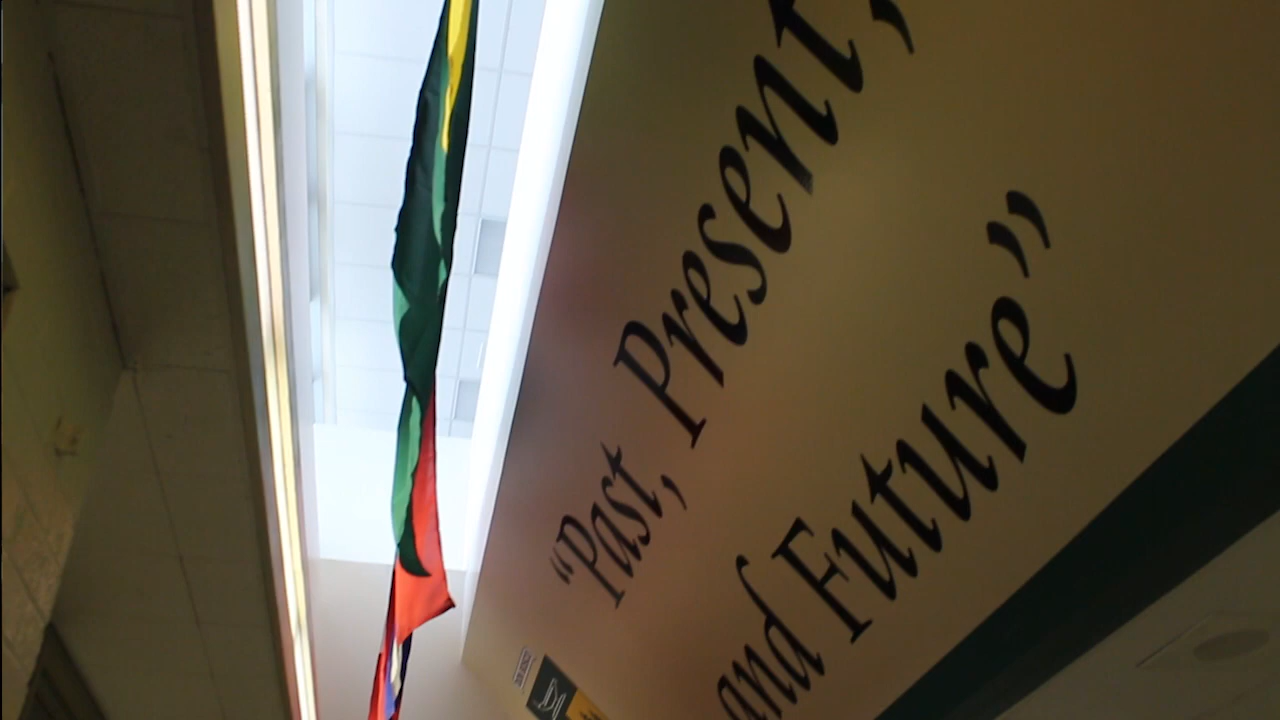 “Past, Present,
and Future”